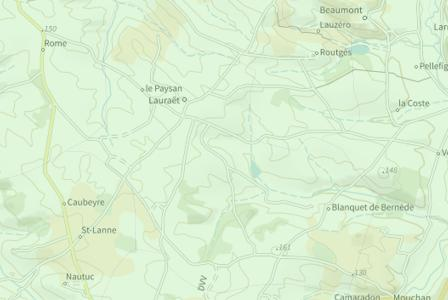 Beaumont
Lauzéro
150
Rome
Routgès
le Paysan
Lauraët
la Coste
148
Caubeyre
Blanquet de Bernède
St-Lanne
161
Nautuc
130
DVV
Camaradon
Mouchan